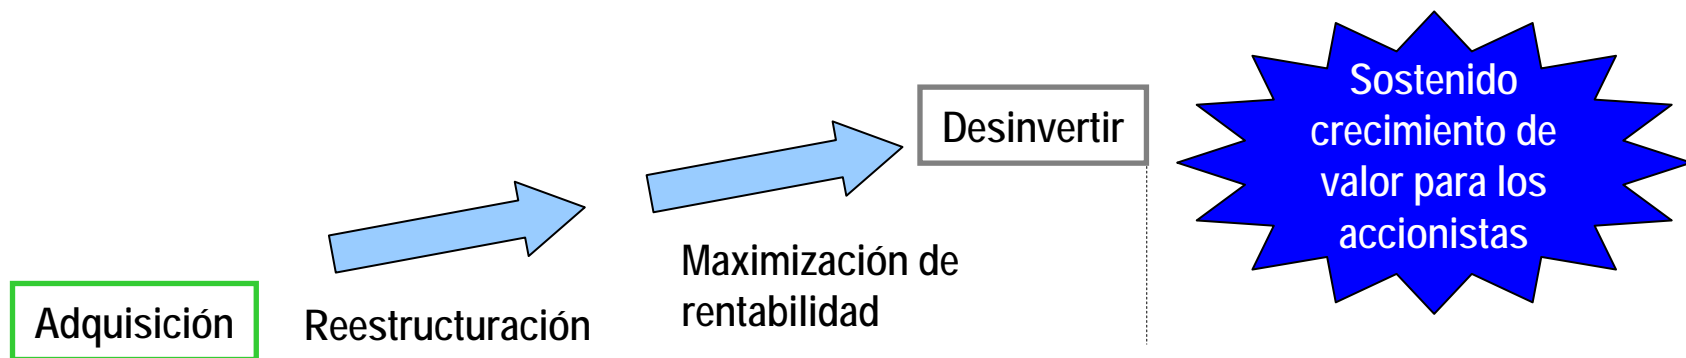 Adquisición
Reestructuración
Maximización de
rentabilidad
Desinvertir
Sostenido
crecimiento de
valor para los
accionistas